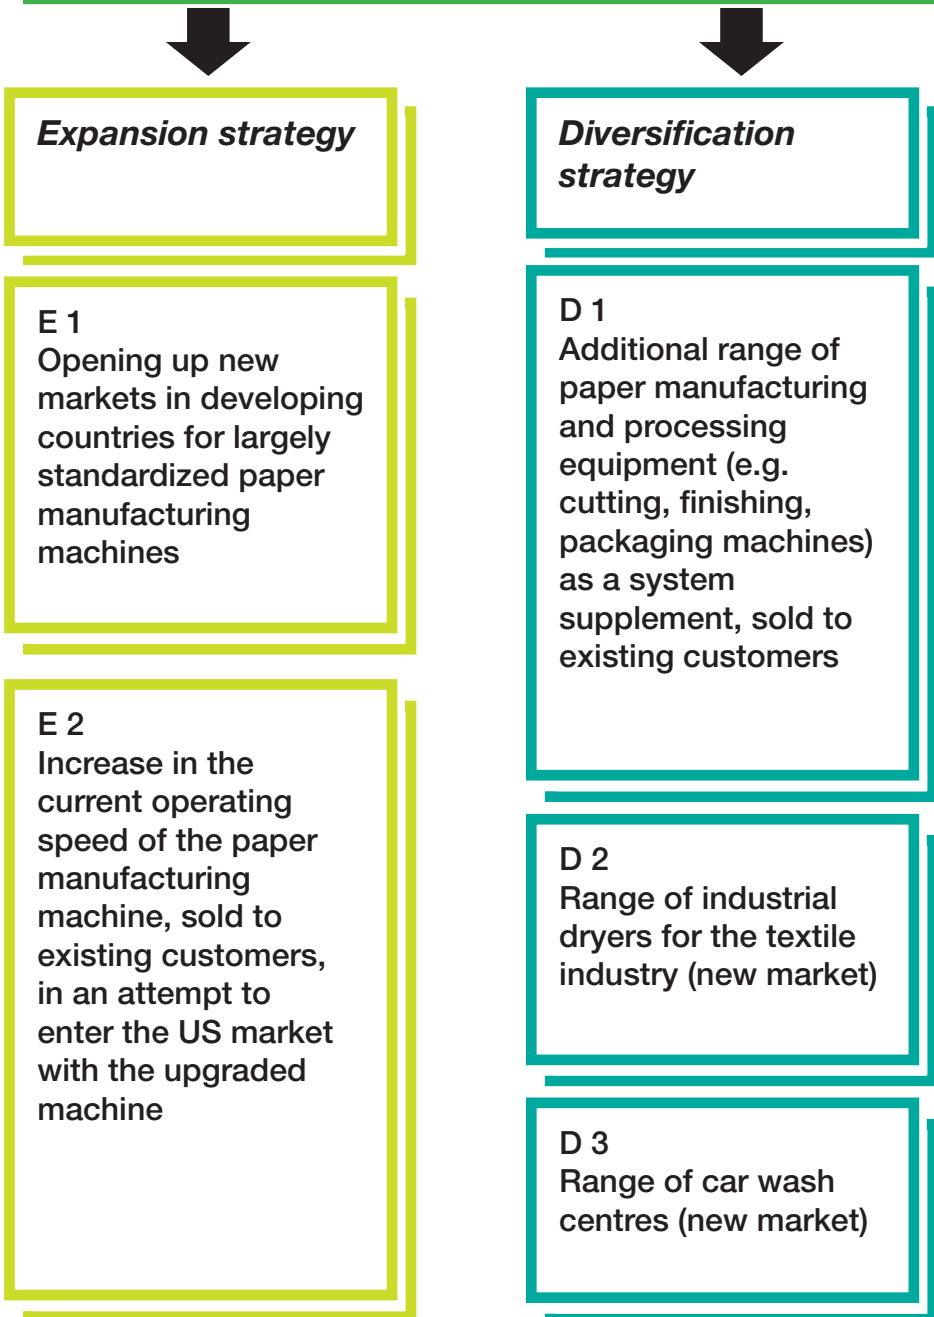 Expansion strategy
E 1
Opening up new
markets in developing
countries for largely
standardized paper
manufacturing
machines
E 2
Increase in the
current operating
speed of the paper
manufacturing
machine, sold to
existing customers,
in an attempt to
enter the US market
with the upgraded
machine
Diversification
strategy
D 1
Additional range of
paper manufacturing
and processing
equipment (e.g.
cutting, finishing,
packaging machines)
as a system
supplement, sold to
existing customers
D 2
Range of industrial
dryers for the textile
industry (new market)
D 3
Range of car wash
centres (new market)